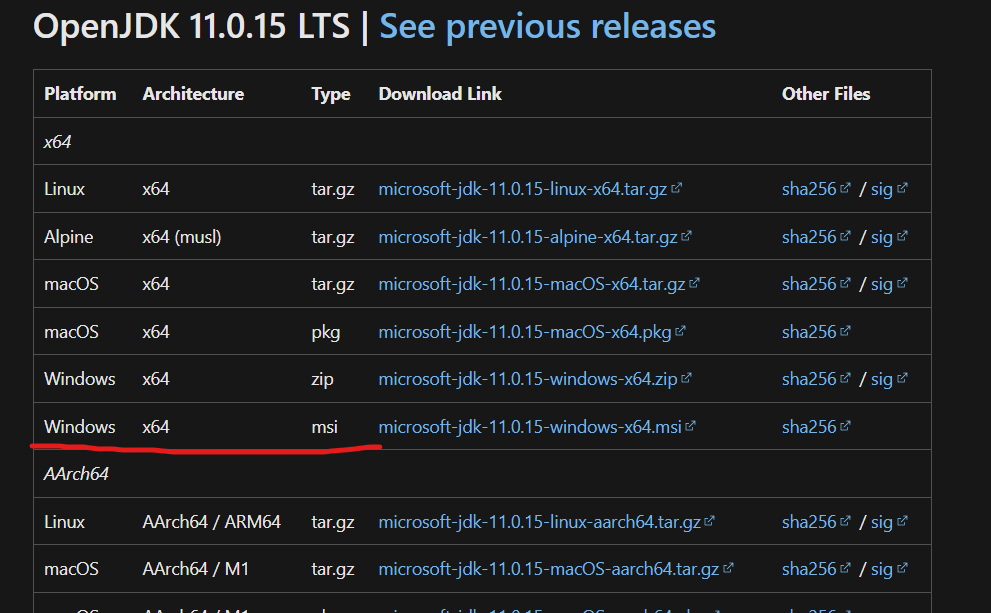 OpenJDK 11.0.15 LTS | See previous releases
Platform Architecture Type Download Link Other Files
x64
Linux x64 tar.gz microsoft-jdk-11.0.15-linux-x64.tar.gz sha256 / sig
Alpine x64 (musl) tar.gz microsoft-jdk-11.0.15-alpine-x64.tar.gz sha256 / sig
macOS x64 tar.gz microsoft-jdk-11.0.15-macOS-x64.tar.gz sha256 / sig
macOS x64 pkg microsoft-jdk-11.0.15-macOS-x64.pkg sha256
Windows x64 zip microsoft-jdk-11.0.15-windows-x64.zip sha256 / sig
Windows x64 msi microsoft-jdk-11.0.15-windows-x64.msi sha256
AArch64
Linux AArch64 / ARM64 tar.gz microsoft-jdk-11.0.15-linux-aarch64.tar.gz sha256 / sig
macOS AArch64 / M1 tar.gz microsoft-jdk-11.0.15-macOS-aarch64.tar.gz sha256 / sig